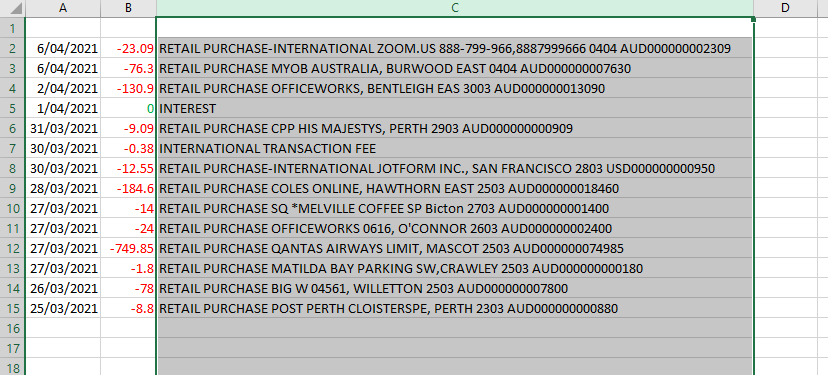 A B C D
1
2 6/04/2021 -23.09 RETAIL PURCHASE-INTERNATIONAL ZOOM.US 888-799-966,8887999666 0404 AUD000000002309
3 6/04/2021 -76.3 RETAIL PURCHASE MYOB AUSTRALIA, BURWOOD EAST 0404 AUD000000007630
4 2/04/2021 -130.9 RETAIL PURCHASE OFFICEWORKS, BENTLEIGH EAS 3003 AUD000000013090
5 1/04/2021 0 INTEREST
6 31/03/2021 -9.09 RETAIL PURCHASE CPP HIS MAJESTYS, PERTH 2903 AUD000000000909
7 30/03/2021 -0.38 INTERNATIONAL TRANSACTION FEE
8 30/03/2021 -12.55 RETAIL PURCHASE-INTERNATIONAL JOTFORM INC., SAN FRANCISCO 2803 USD000000000950
9 28/03/2021 -184.6 RETAIL PURCHASE COLES ONLINE, HAWTHORN EAST 2503 AUD000000018460
10 27/03/2021 -14 RETAIL PURCHASE SQ *MELVILLE COFFEE SP Bicton 2703 AUD000000001400
11 27/03/2021 -24 RETAIL PURCHASE OFFICEWORKS 0616, O'CONNOR 2603 AUD000000002400
12 27/03/2021 -749.85 RETAIL PURCHASE QANTAS AIRWAYS LIMIT, MASCOT 2503 AUD000000074985
13 27/03/2021 -1.8 RETAIL PURCHASE MATILDA BAY PARKING SW,CRAWLEY 2503 AUD000000000180
14 26/03/2021 -78 RETAIL PURCHASE BIG W 04561, WILLETTON 2503 AUD000000007800
15 25/03/2021 -8.8 RETAIL PURCHASE POST PERTH CLOISTERSPE, PERTH 2303 AUD000000000880
16
17
18